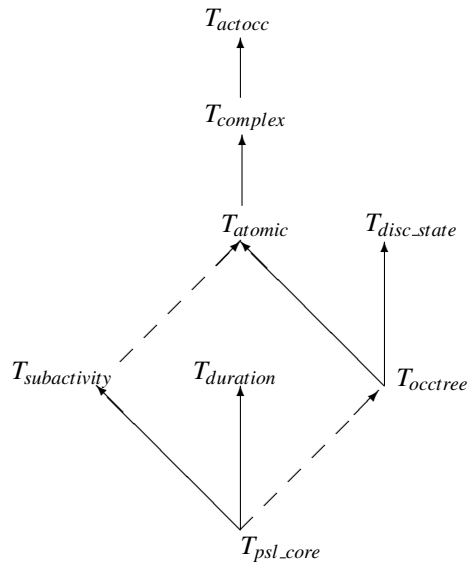 T_actocc
T_complex
T_atomic T_disc_state
T_subactivity T_duration T_occtree
T_psl_core